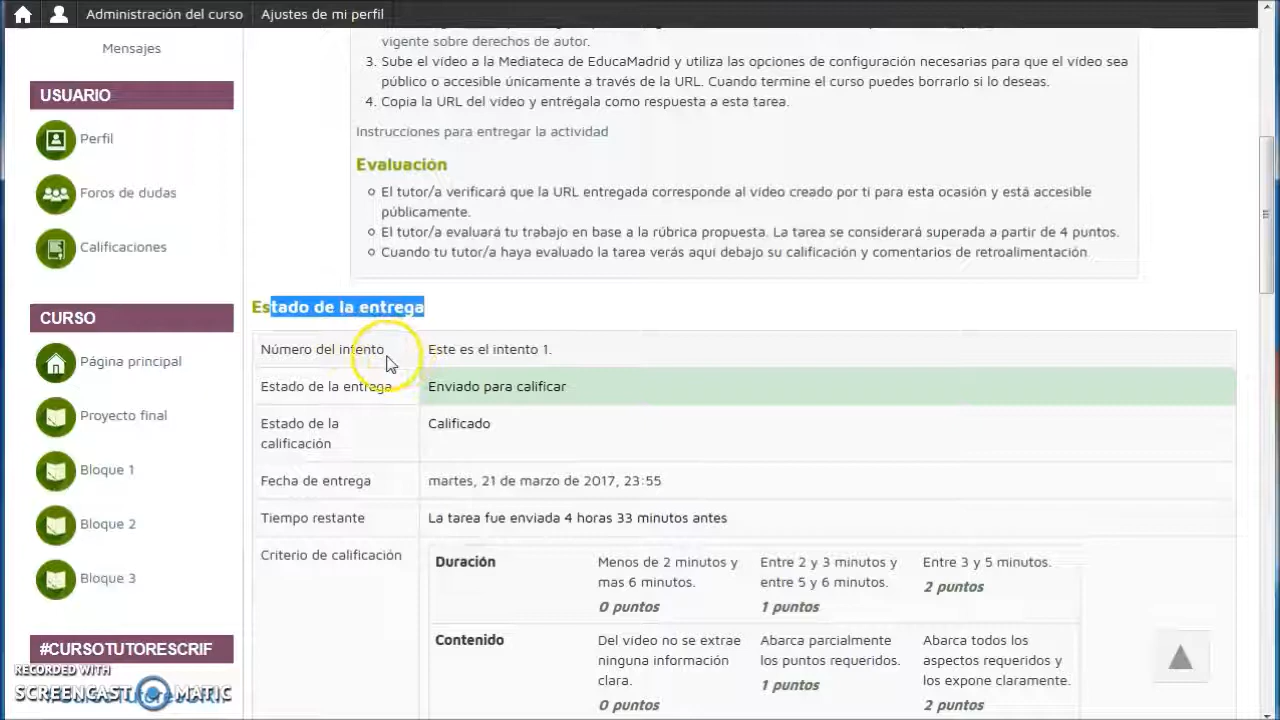 Administración del curso
Ajustes de mi perfil
Mensajes
USUARIO
Perfil
Foros de dudas
Calificaciones
CURSO
Página principal
Proyecto final
Bloque 1
Bloque 2
Bloque 3
#CURSOTUTORESCRIF
RECORDED WITH
SCREENCAST MATIC
vigente sobre derechos de autor.
3. Sube el vídeo a la Mediateca de EducaMadrid y utiliza las opciones de configuración necesarias para que el vídeo sea
público o accesible únicamente a través de la URL. Cuando termine el curso puedes borrarlo si lo deseas.
4. Copia la URL del vídeo y entrégala como respuesta a esta tarea.
Instrucciones para entregar la actividad
Evaluación
El tutor/a verificará que la URL entregada corresponde al vídeo creado por ti para esta ocasión y está accesible
públicamente.
El tutor/a evaluará tu trabajo en base a la rúbrica propuesta. La tarea se considerará superada a partir de 4 puntos.
Cuando tu tutor/a haya evaluado la tarea verás aquí debajo su calificación y comentarios de retroalimentación.
Estado de la entrega
Número del intento
Este es el intento 1.
Estado de la entrega
Enviado para calificar
Estado de la
calificación
Calificado
Fecha de entrega
martes, 21 de marzo de 2017, 23:55
Tiempo restante
La tarea fue enviada 4 horas 33 minutos antes
Criterio de calificación
Duración
Menos de 2 minutos y
mas 6 minutos.
0 puntos
Entre 2 y 3 minutos y
entre 5 y 6 minutos.
1 puntos
Entre 3 y 5 minutos.
2 puntos
Contenido
Del vídeo no se extrae
ninguna información
clara.
0 puntos
Abarca parcialmente
los puntos requeridos.
1 puntos
Abarca todos los
aspectos requeridos y
los expone claramente.
2 puntos